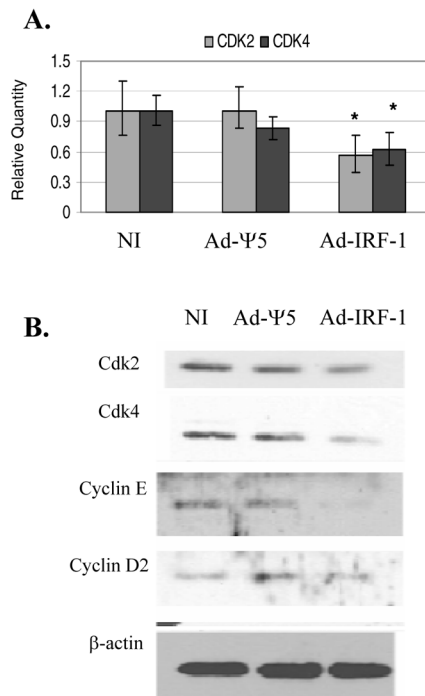 A.
CDK2 CDK4
Relative Quantity
1.5
1.2
0.9
0.6
0.3
0
* *
NI Ad-Ψ5 Ad-IRF-1
B.
NI Ad-Ψ5 Ad-IRF-1
Cdk2
Cdk4
Cyclin E
Cyclin D2
β-actin